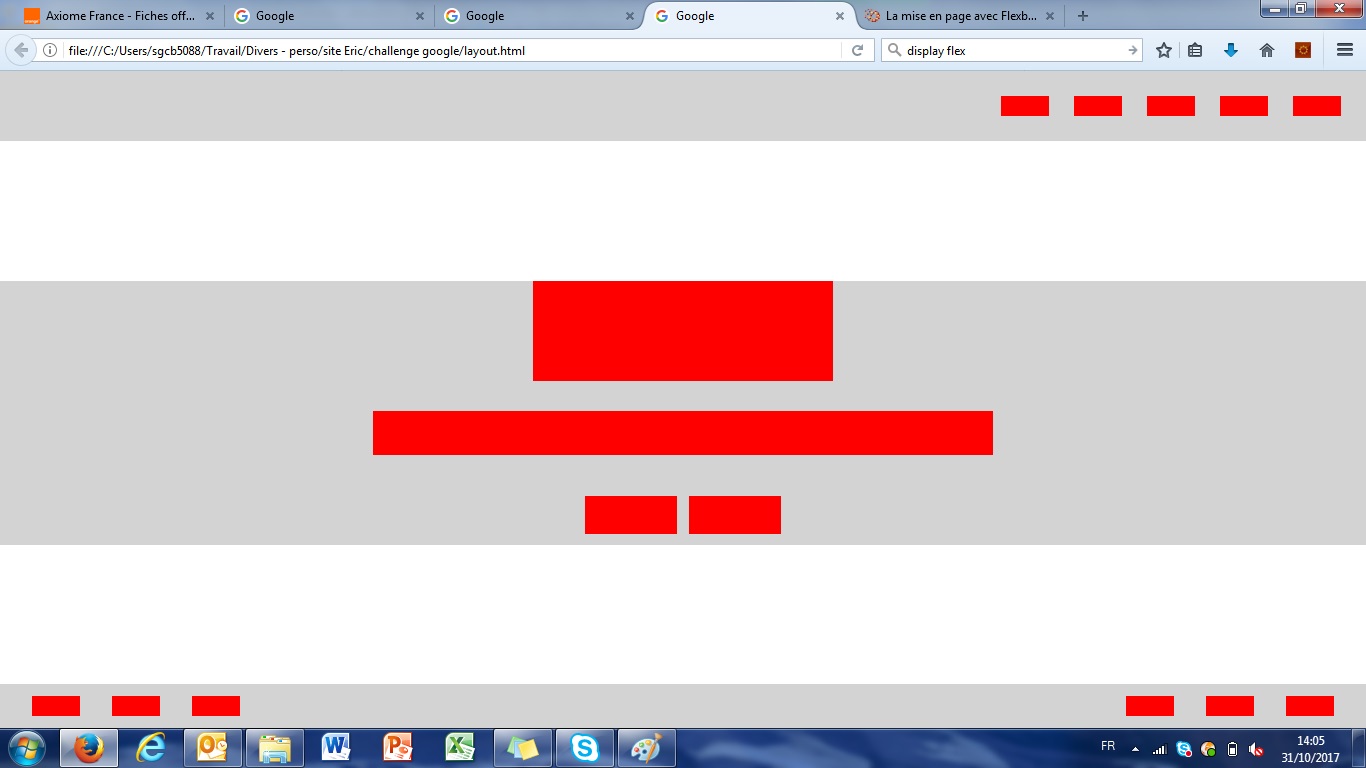 Axiome France - Fiches off...
Google
Google
Google
La mise en page avec Flexb...
file:///C:/Users/sgcb5088/Travail/Divers - perso/site Eric/challenge google/layout.html
display flex
FR
14:05
31/10/2017